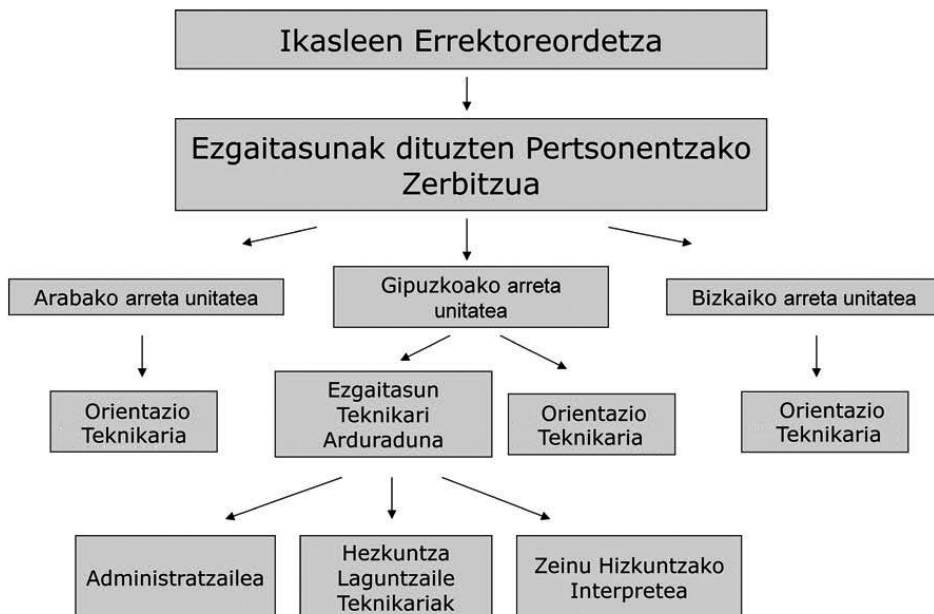 Ikasleen Errektoreordetza
Ezgaitasunak dituzten Pertsonentzako
Zerbitzua
Arabako arreta unitatea
Gipuzkoako arreta
unitatea
Bizkaiko arreta unitatea
Orientazio
Teknikaria
Ezgaitasun
Teknikari
Arduraduna
Orientazio
Teknikaria
Orientazio
Teknikaria
Administratzailea
Hezkuntza
Laguntzaile
Teknikariak
Zeinu Hizkuntzako
Interpretea